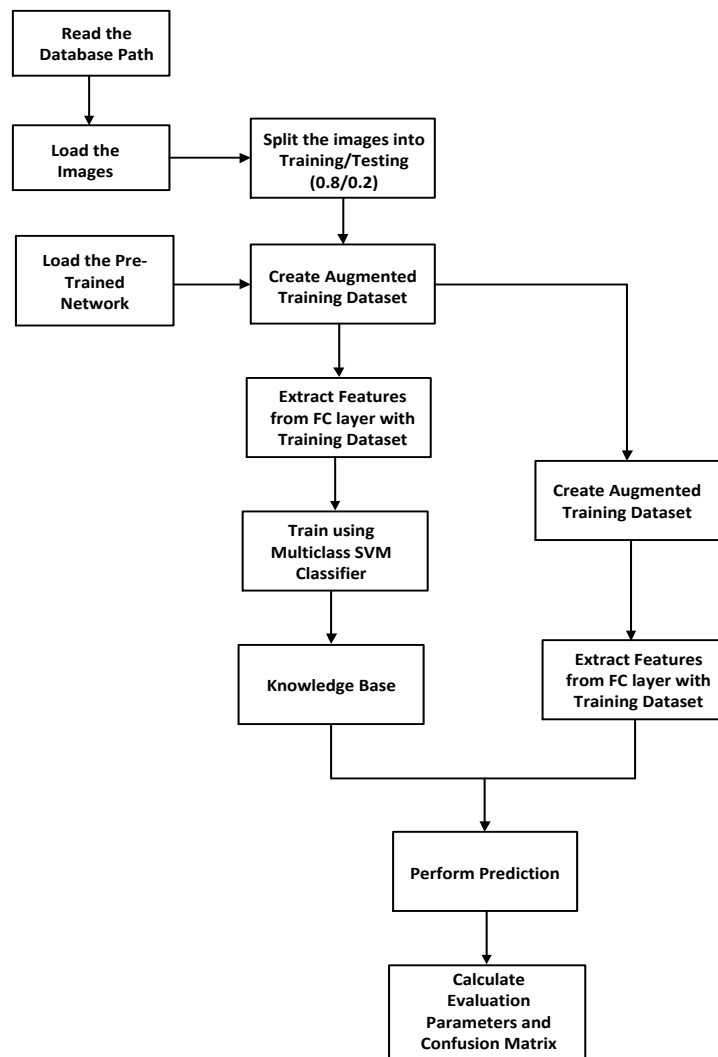 Read the
Database Path
Load the
Images
Split the images into
Training/Testing
(0.8/0.2)
Load the Pre-
Trained
Network
Create Augmented
Training Dataset
Extract Features
from FC layer with
Training Dataset
Train using
Multiclass SVM
Classifier
Knowledge Base
Create Augmented
Training Dataset
Extract Features
from FC layer with
Training Dataset
Perform Prediction
Calculate
Evaluation
Parameters and
Confusion Matrix